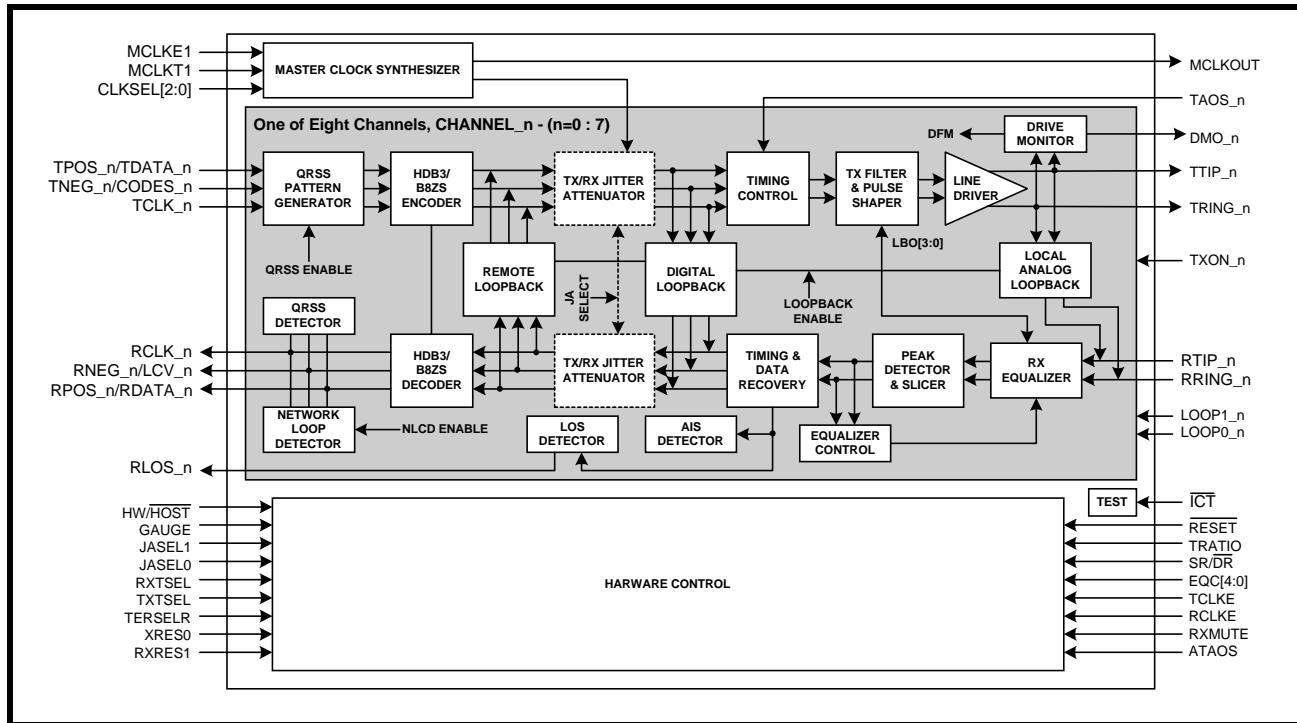 MCLKE1
MCLKT1
CLKSEL[2:0]
MASTER CLOCK SYNTHESIZER
MCLKOUT
TAOS_n
One of Eight Channels, CHANNEL_n - (n=0 : 7)
DFM
DRIVE
MONITOR
DMO_n
TPOS_n/TDATA_n
TNEG_n/CODES_n
TCLK_n
QRSS
PATTERN
GENERATOR
HDB3/
B8ZS
ENCODER
TX/RX JITTER
ATTENUATOR
TIMING
CONTROL
TX FILTER
& PULSE
SHAPER
LINE
DRIVER
TTIP_n
TRING_n
LBO[3:0]
QRSS ENABLE
REMOTE
LOOPBACK
JA
SELECT
DIGITAL
LOOPBACK
LOOPBACK
ENABLE
LOCAL
ANALOG
LOOPBACK
TXON_n
QRSS
DETECTOR
RCLK_n
RNEG_n/LCV_n
RPOS_n/RDATA_n
HDB3/
B8ZS
DECODER
TX/RX JITTER
ATTENUATOR
TIMING &
DATA
RECOVERY
PEAK
DETECTOR
& SLICER
RX
EQUALIZER
RTIP_n
RRING_n
NETWORK
LOOP
DETECTOR
NLCD ENABLE
LOS
DETECTOR
AIS
DETECTOR
EQUALIZER
CONTROL
LOOP1_n
LOOP0_n
RLOS_n
TEST
ICT
HW/HOST
GAUGE
JASEL1
JASEL0
RXTSEL
TXTSEL
TERSELR
XRES0
RXRES1
HARWARE CONTROL
RESET
TRATIO
SR/DR
EQC[4:0]
TCLKE
RCLKE
RXMUTE
ATAOS